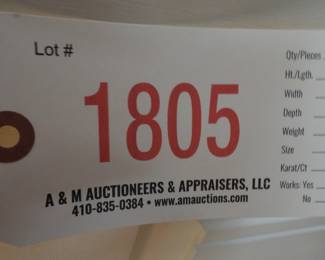 Lot #
1805
A & M AUCTIONEERS & APPRAISERS, LLC
410-835-0384 • www.amauctions.com
Qty/Pieces
Ht./Lgth.
Width
Depth
Weight
Size
Karat/Ct
Works: Yes
No